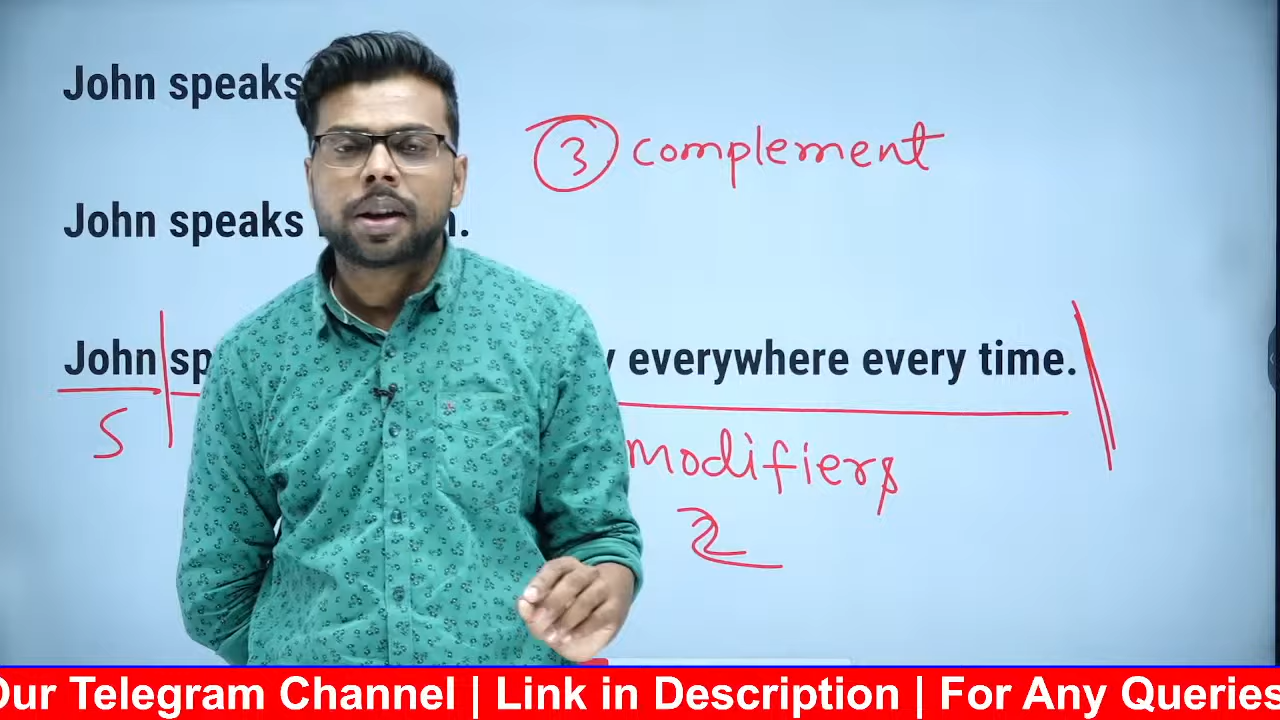 John speaks
③ complement
John speaks
John everywhere every time.
S
modifiers
2
Our Telegram Channel | Link in Description | For Any Queries